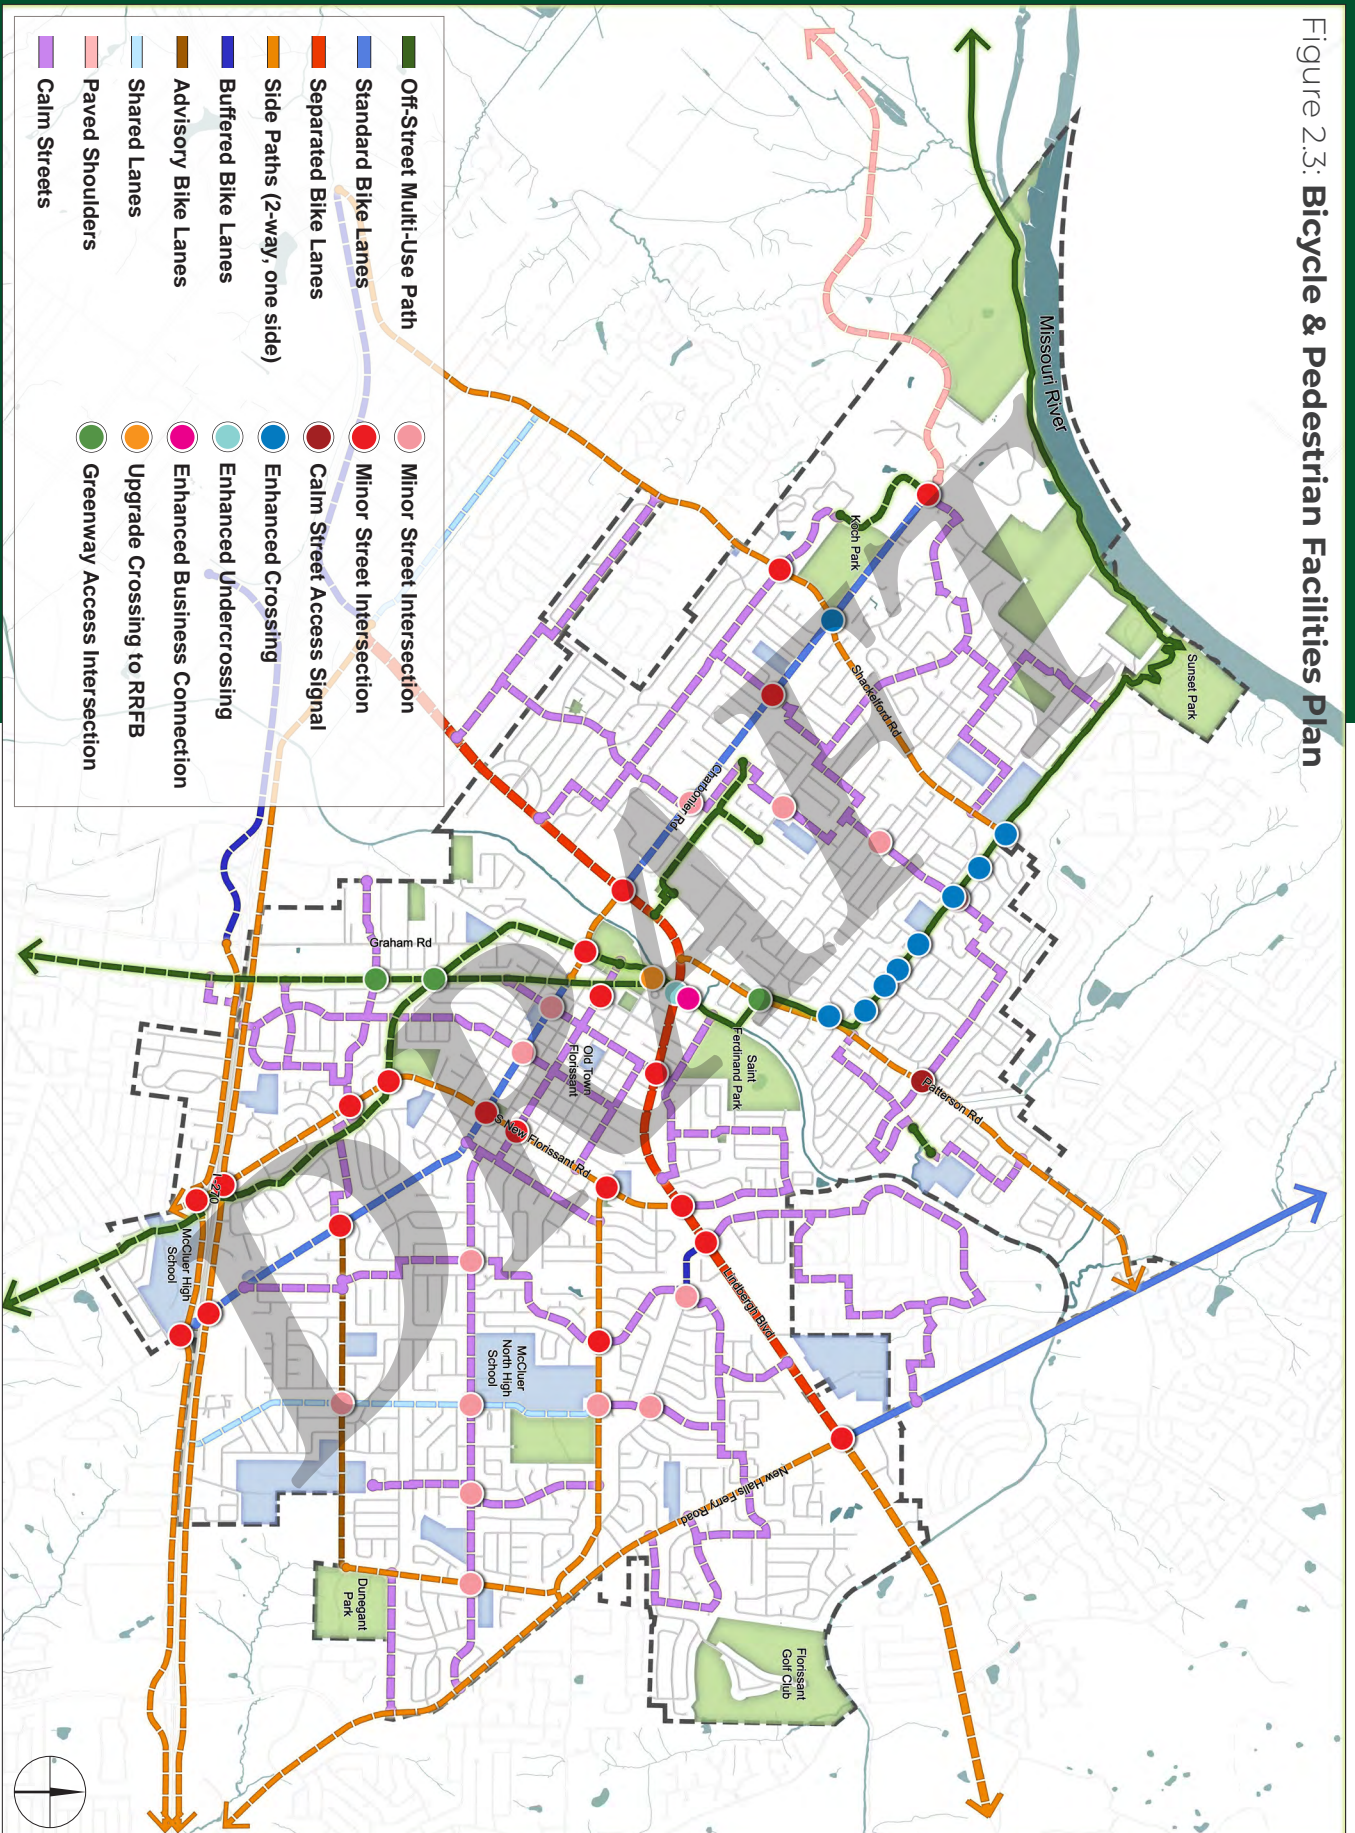 Figure 2.3: Bicycle & Pedestrian Facilities Plan
Off-Street Multi-Use Path
Standard Bike Lanes
Separated Bike Lanes
Side Paths (2-way, one side)
Buffered Bike Lanes
Advisory Bike Lanes
Shared Lanes
Paved Shoulders
Calm Streets
Minor Street Intersection
Minor Street Intersection
Calm Street Access Signal
Enhanced Crossing
Enhanced Undercrossing
Enhanced Business Connection
Upgrade Crossing to RRFB
Greenway Access Intersection
Missouri River
Sunset Park
Koch Park
Shackelford Rd
Charbonier Rd
Graham Rd
Saint
Ferdinand Park
Old Town
Florissant
Patterson Rd
S New Florissant Rd
I-270
McCluer High
School
Lindbergh Blvd
McCluer
North High
School
New Halls Ferry Road
Dunegant
Park
Florissant
Golf Club
DRAFT